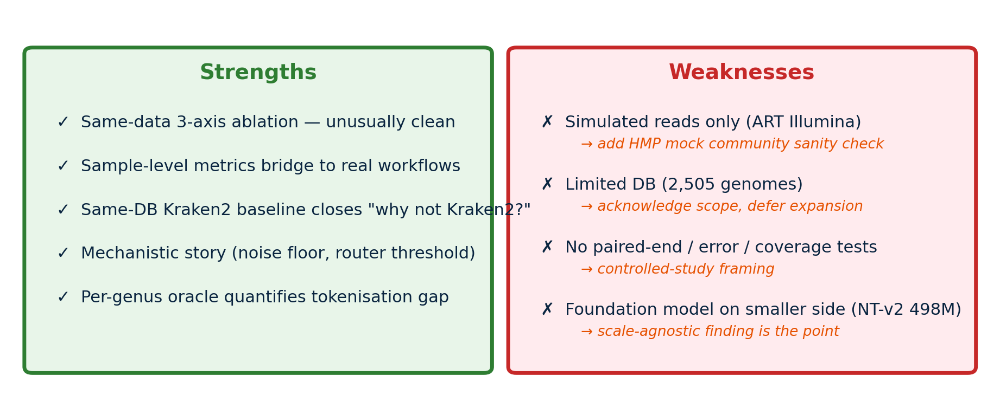 Strengths
✓ Same-data 3-axis ablation — unusually clean
✓ Sample-level metrics bridge to real workflows
✓ Same-DB Kraken2 baseline closes "why not Kraken2?"
✓ Mechanistic story (noise floor, router threshold)
✓ Per-genus oracle quantifies tokenisation gap
Weaknesses
✗ Simulated reads only (ART Illumina)
→ add HMP mock community sanity check
✗ Limited DB (2,505 genomes)
→ acknowledge scope, defer expansion
✗ No paired-end / error / coverage tests
→ controlled-study framing
✗ Foundation model on smaller side (NT-v2 498M)
→ scale-agnostic finding is the point